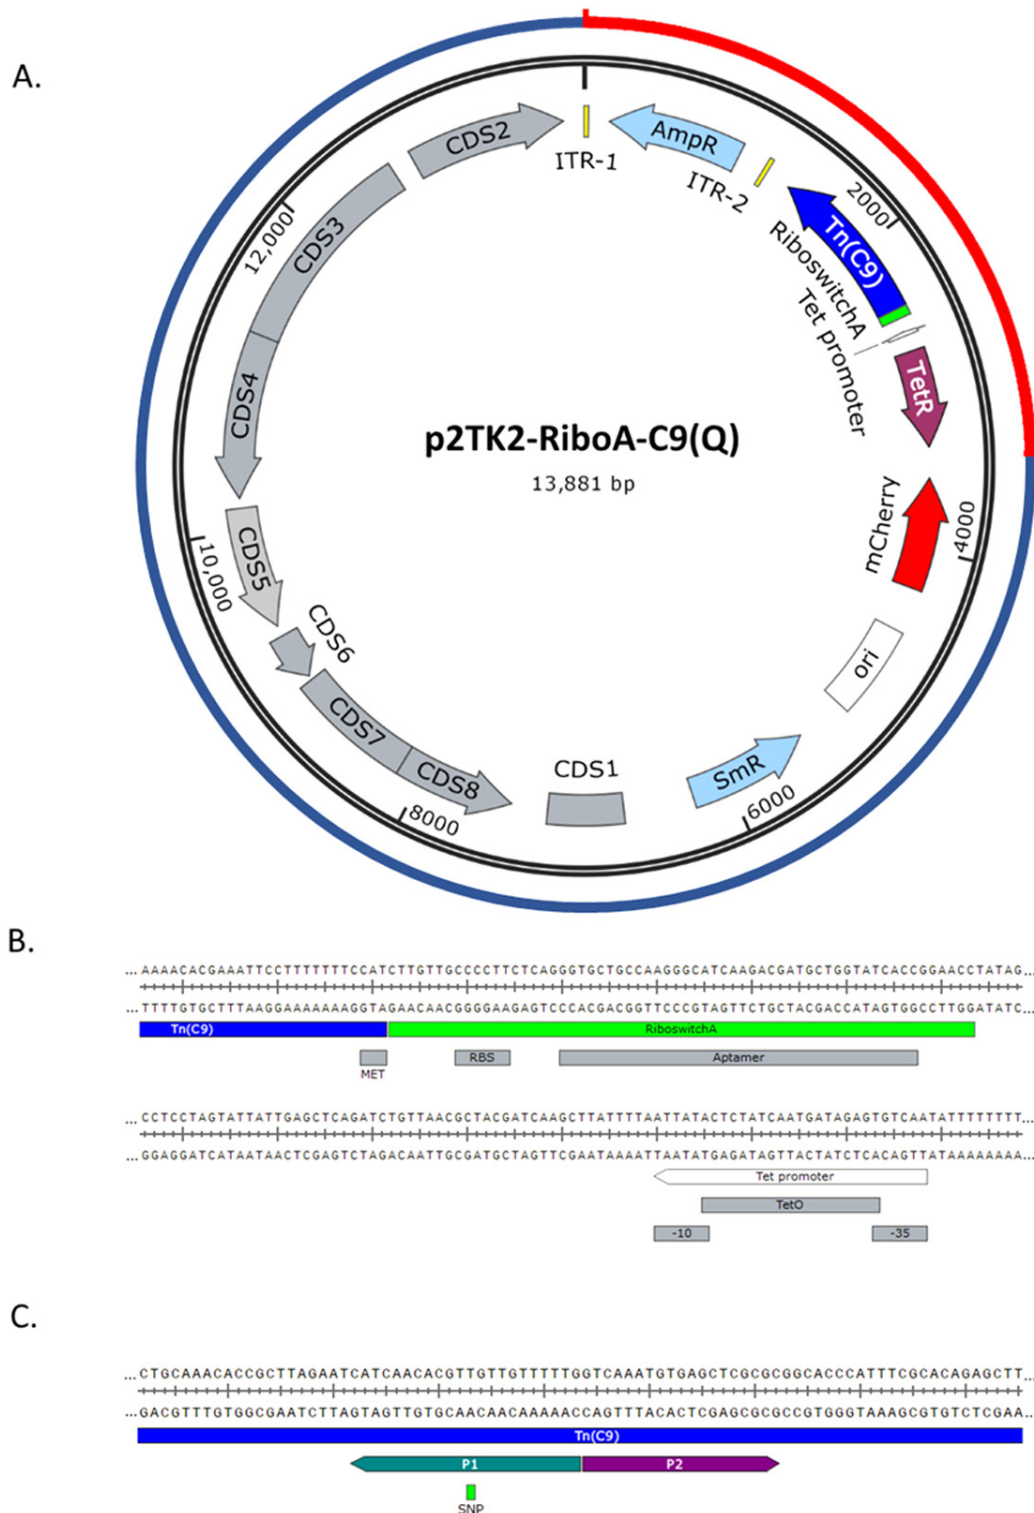 A.
CDS2
ITR-1
AmpR
ITR-2
2000
Tn(C9)
RiboswitchA
Tet promoter
TetR
12,000
CDS3
CDS4
p2TK2-RiboA-C9(Q)
13,881 bp
mCherry
4000
10,000
CDS5
CDS6
ori
CDS7
CDS8
CDS1
SmR
8000
6000
B.
...AAAACACGAAATTCCTTTTTTTCCATCTTGTTGCCCCTTCTCAGGGTGCTGCCAAGGGCATCAAGACGATGCTGGTATCACCGGAACCTATAG...
...TTTTGTGCTTTAAGGAAAAAAAGGTAGAACAACGGGGAAGAGTCCCACGACGGTTCCCGTAGTTCTGCTACGACCATAGTGGCCTTGGATATC...
Tn(C9) RiboswitchA
RBS Aptamer
MET
...CCTCCTAGTATTATTGAGCTCAGATCTGTTAACGCTACGATCAAGCTTATTTTAATTATACTCTATCAATGATAGAGTGTCAATATTTTTTTT...
...GGAGGATCATAATAACTCGAGTCTAGACAATTGCGATGCTAGTTCGAATAAAATTAATATGAGATAGTTACTATCTCACAGTTATAAAAAAAA...
Tet promoter
TetO
-10 -35
C.
...CTGCAAACACCGCTTAGAATCATCAACACGTTGTTGTTTTTGGTCAAATGTGAGCTCGCGCGGCACCCATTTCGCACAGAGCTT...
...GACGTTTGTGGCGAATCTTAGTAGTTGTGCAACAACAAAAACCAGTTTACACTCGAGCGCGCCGTGGGTAAAGCGTGTCTCGAA...
Tn(C9)
P1 P2
SNP